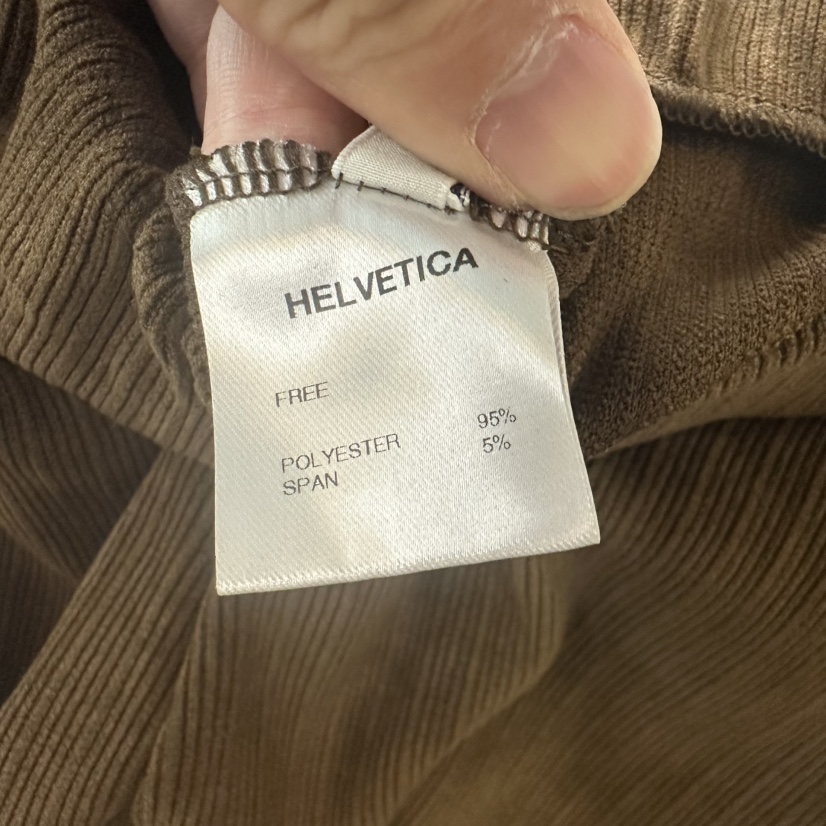 HELVETICA
FREE
POLYESTER 95%
SPAN 5%